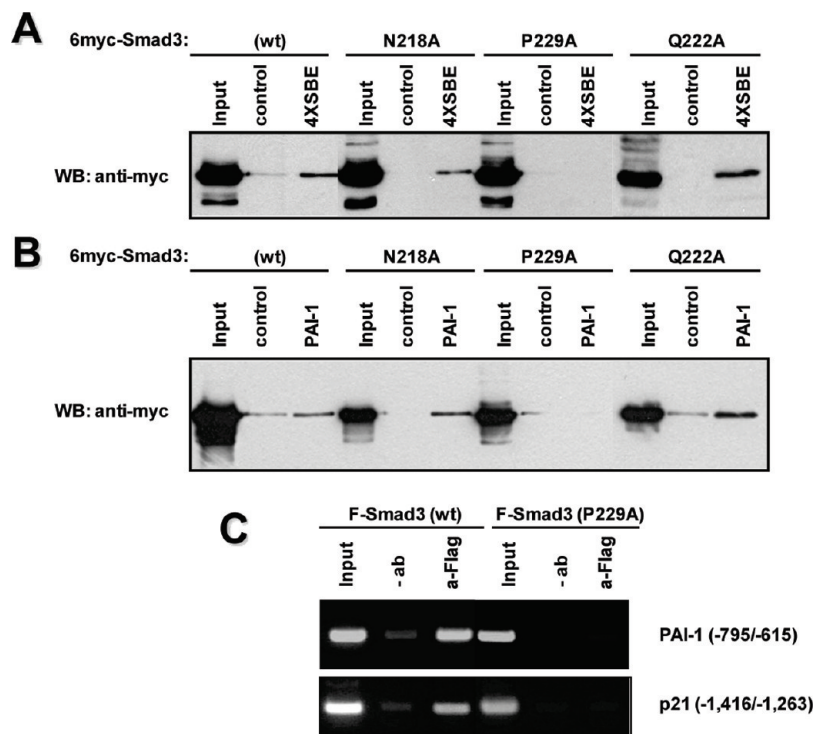 A
6myc-Smad3: (wt) N218A P229A Q222A
Input control 4XSBE Input control 4XSBE Input control 4XSBE Input control 4XSBE
WB: anti-myc
B
6myc-Smad3: (wt) N218A P229A Q222A
Input control PAI-1 Input control PAI-1 Input control PAI-1 Input control PAI-1
WB: anti-myc
C
F-Smad3 (wt) F-Smad3 (P229A)
Input - ab a-Flag Input - ab a-Flag
PAI-1 (-795/-615)
p21 (-1,416/-1,263)